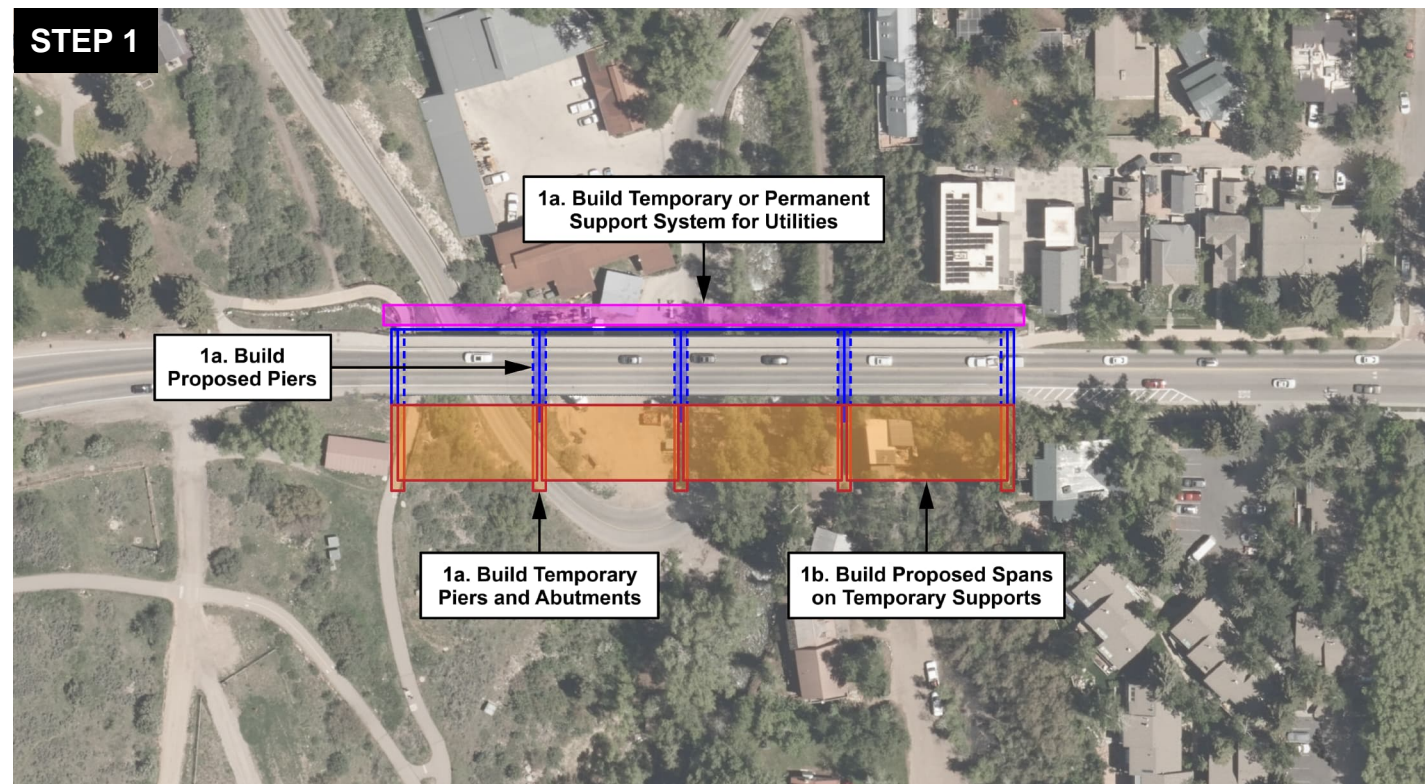 STEP 1
1a. Build Temporary or Permanent
Support System for Utilities
1a. Build
Proposed Piers
1a. Build Temporary
Piers and Abutments
1b. Build Proposed Spans
on Temporary Supports